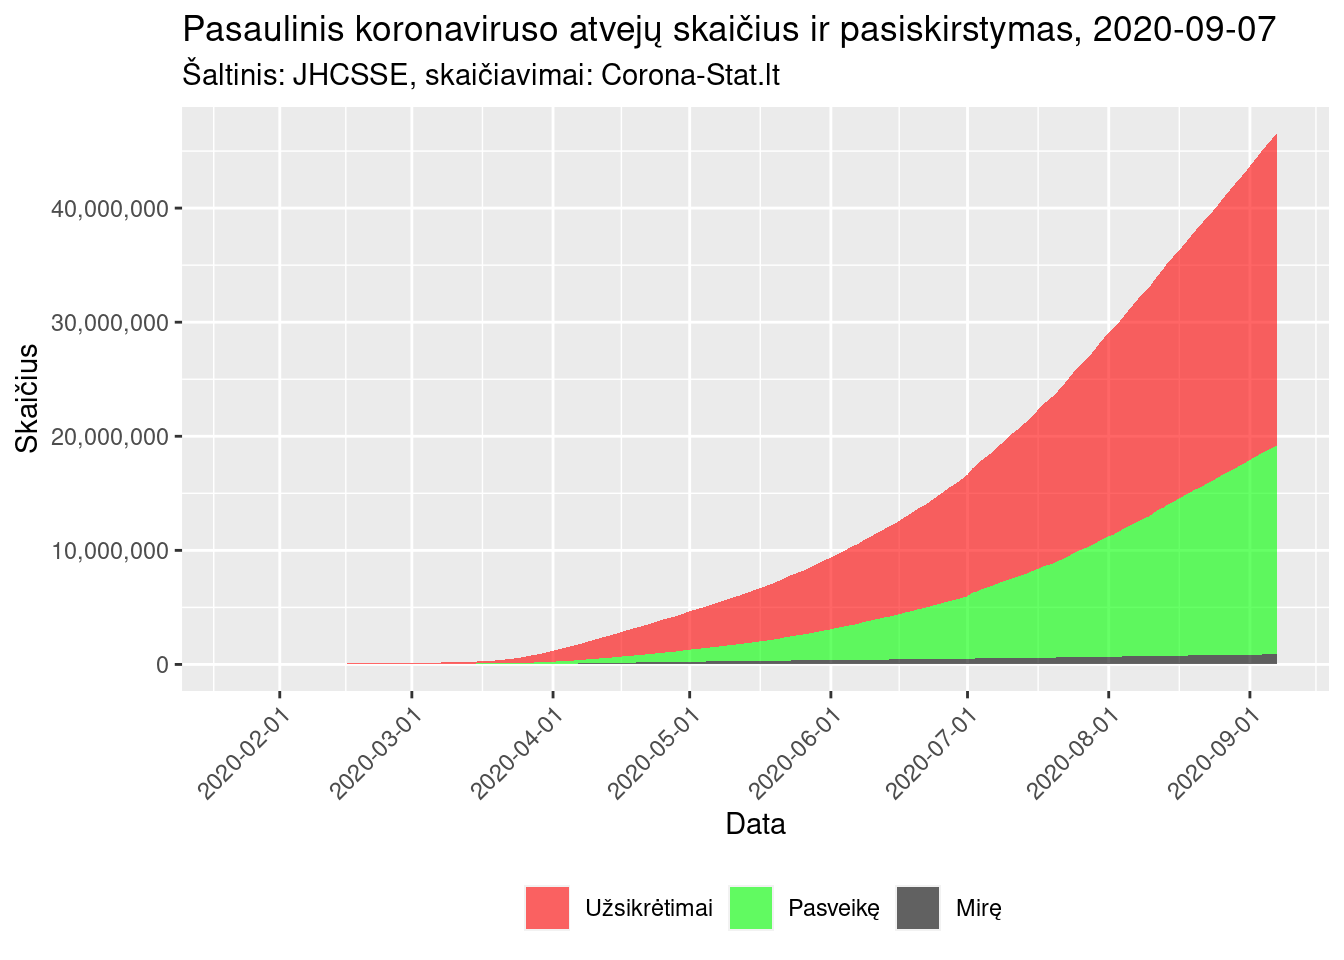 Pasaulinis koronaviruso atvejų skaičius ir pasiskirstymas, 2020-09-07
Šaltinis: JHCSSE, skaičiavimai: Corona-Stat.lt
Skaičius
40,000,000
30,000,000
20,000,000
10,000,000
0
2020-02-01
2020-03-01
2020-04-01
2020-05-01
2020-06-01
2020-07-01
2020-08-01
2020-09-01
Data
Užsikrėtimai
Pasveikę
Mirę